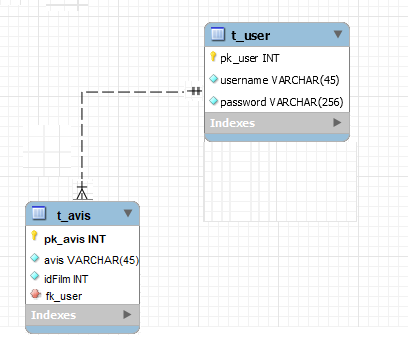 t_user
pk_user INT
username VARCHAR(45)
password VARCHAR(256)
Indexes
t_avis
pk_avis INT
avis VARCHAR(45)
idFilm INT
fk_user
Indexes